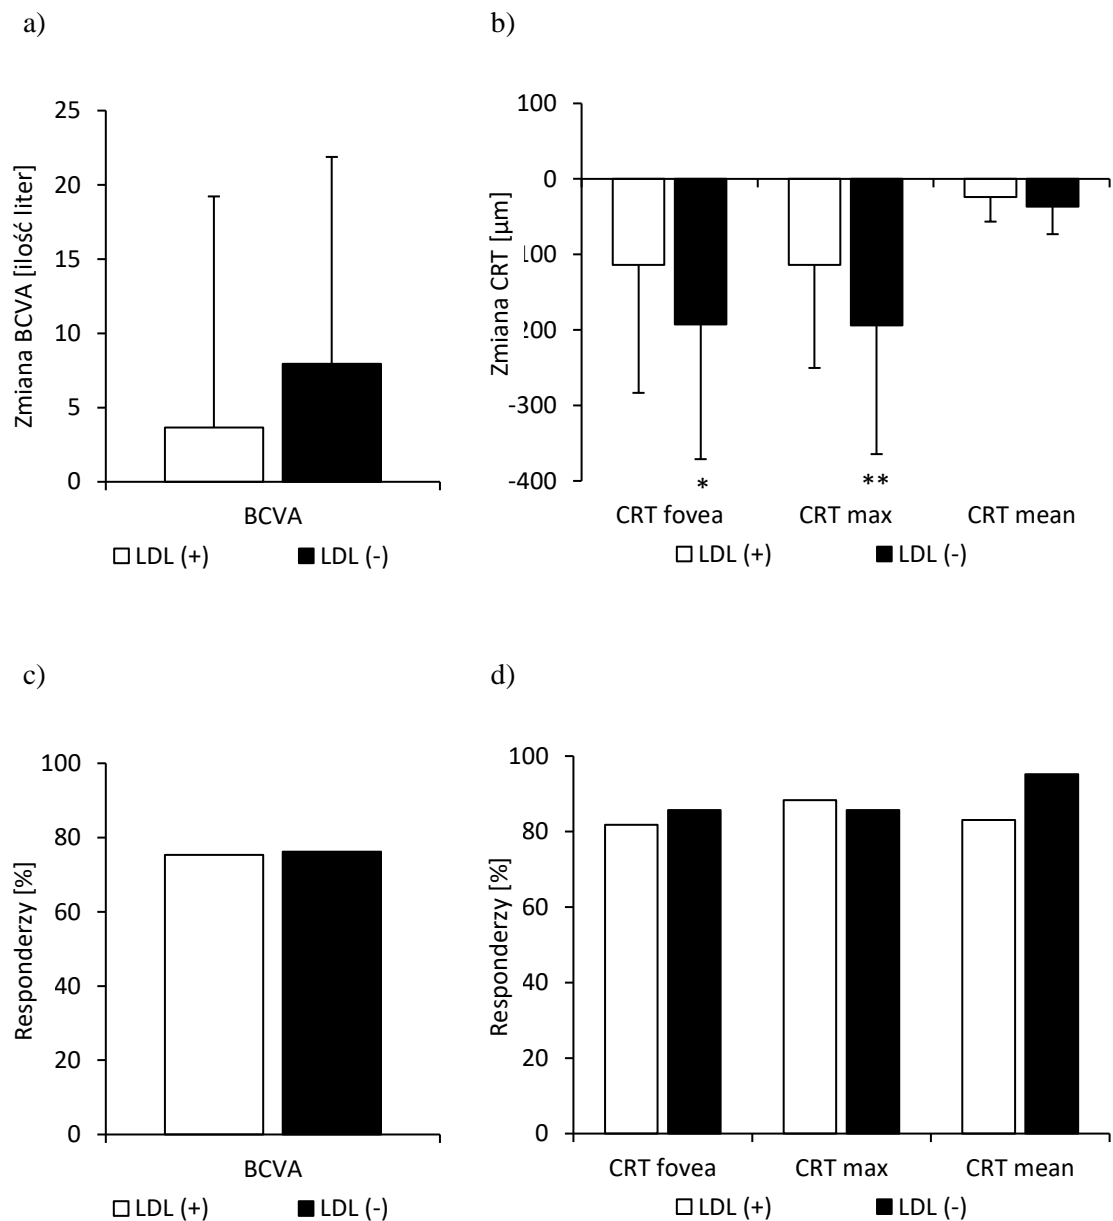 a)
Zmiana BCVA [ilość liter]
25
20
15
10
5
0
BCVA
LDL (+) LDL (-)
b)
Zmiana CRT [µm]
100
0
100
200
-300
-400
* **
CRT fovea CRT max CRT mean
LDL (+) LDL (-)
c)
Responderzy [%]
100
80
60
40
20
0
BCVA
LDL (+) LDL (-)
d)
Responderzy [%]
100
80
60
40
20
0
CRT fovea CRT max CRT mean
LDL (+) LDL (-)